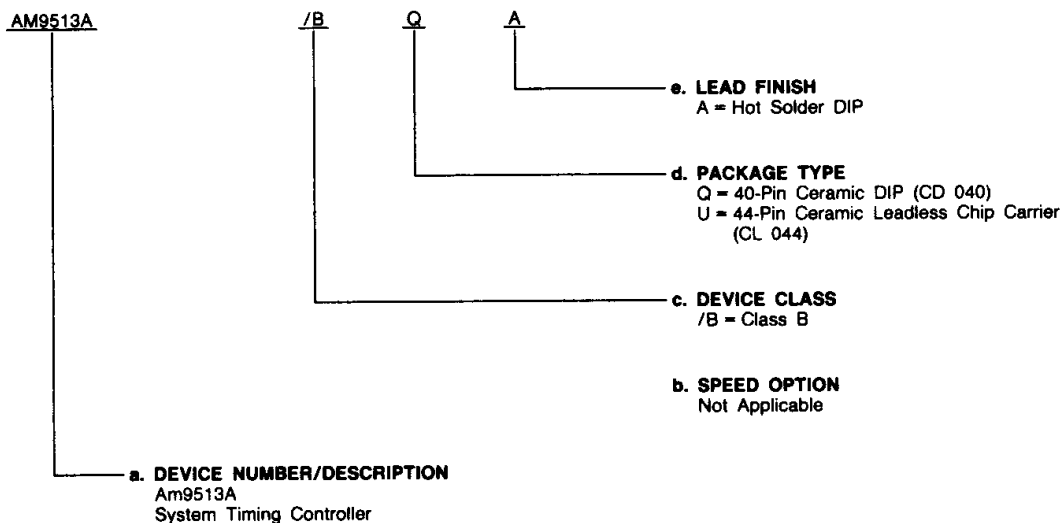 AM9513A /B Q A
e. LEAD FINISH
A = Hot Solder DIP
d. PACKAGE TYPE
Q = 40-Pin Ceramic DIP (CD 040)
U = 44-Pin Ceramic Leadless Chip Carrier
(CL 044)
c. DEVICE CLASS
/B = Class B
b. SPEED OPTION
Not Applicable
a. DEVICE NUMBER/DESCRIPTION
Am9513A
System Timing Controller